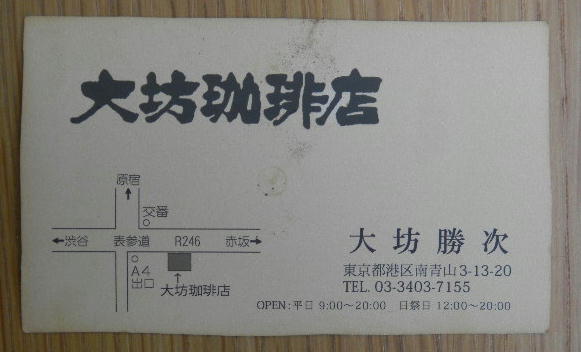 大坊珈琲店
原宿
交番
←渋谷 表参道 R246 赤坂→
A4
出口
大坊珈琲店
大坊勝次
東京都港区南青山3-13-20
TEL. 03-3403-7155
OPEN:平日 9:00〜20:00 日祭日 12:00〜20:00